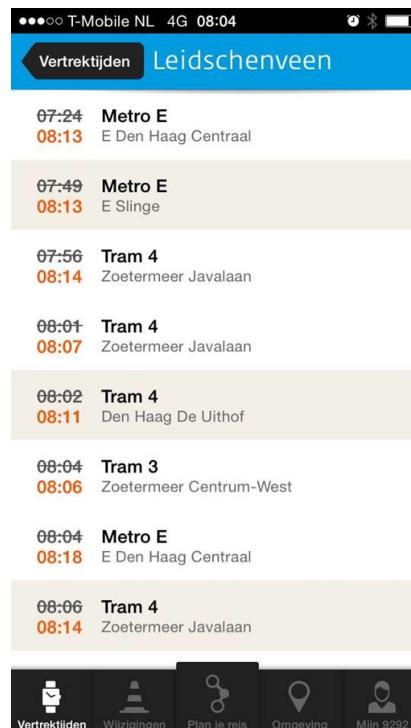 T-Mobile NL 4G 08:04
Vertrektijden Leidschenveen
07:24 Metro E
08:13 E Den Haag Centraal
07:49 Metro E
08:13 E Slinge
07:56 Tram 4
08:14 Zoetermeer Javalaan
08:01 Tram 4
08:07 Zoetermeer Javalaan
08:02 Tram 4
08:11 Den Haag De Uithof
08:04 Tram 3
08:06 Zoetermeer Centrum-West
08:04 Metro E
08:18 E Den Haag Centraal
08:06 Tram 4
08:14 Zoetermeer Javalaan
Vertrektijden Wijzigingen Plan je reis Omgeving Mijn 9292